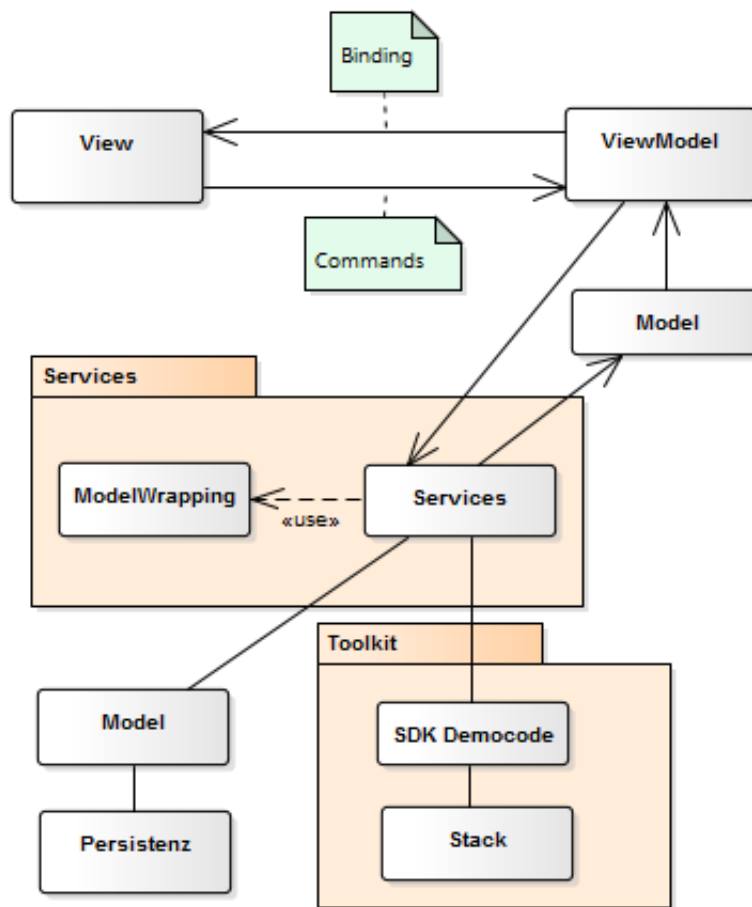 Binding
View
ViewModel
Commands
Model
Services
ModelWrapping
Services
«use»
Toolkit
Model
SDK Democode
Persistenz
Stack